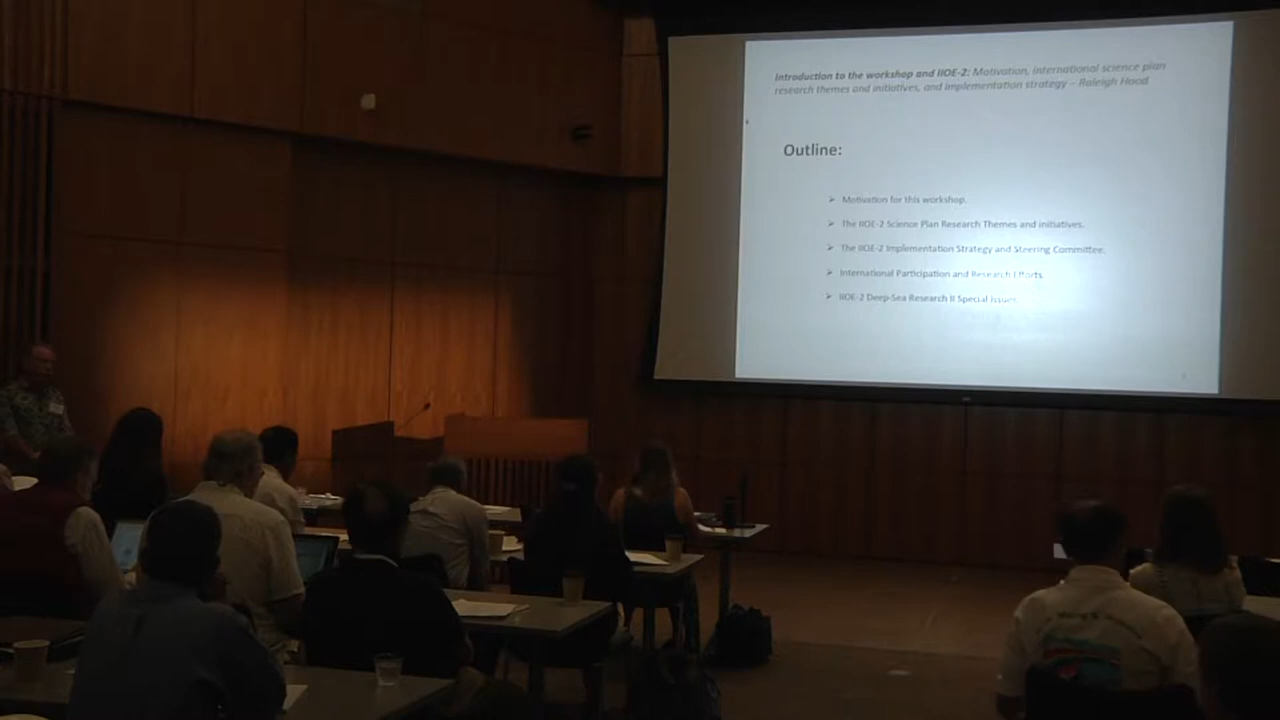 Introduction to the workshop and IIOE-2: Motivation, international science plan
research themes and initiatives, and implementation strategy – Raleigh Hood
Outline:
➢ Motivation for this workshop.
➢ The IIOE-2 Science Plan Research Themes and initiatives.
➢ The IIOE-2 Implementation Strategy and Steering Committee.
➢ International Participation and Research Efforts.
➢ IIOE-2 Deep-Sea Research II Special Issues.